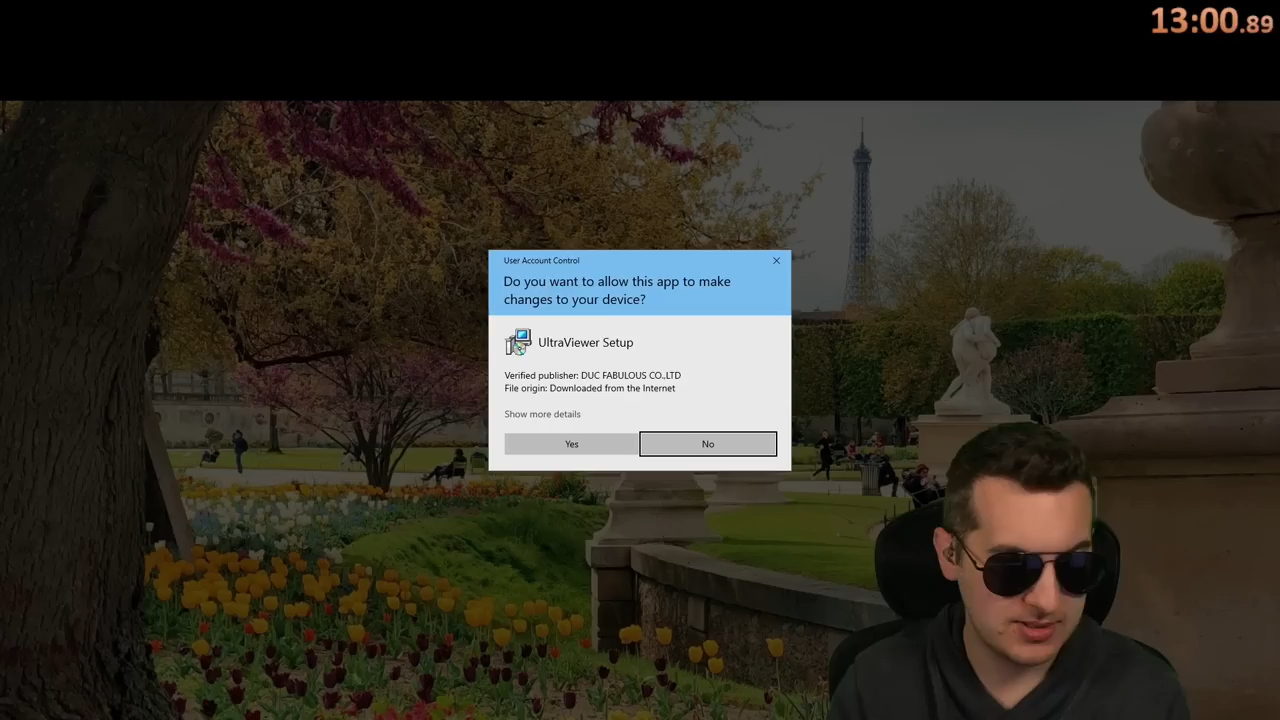 13:00.89
User Account Control
Do you want to allow this app to make
changes to your device?
UltraViewer Setup
Verified publisher: DUC FABULOUS CO.,LTD
File origin: Downloaded from the Internet
Show more details
Yes
No